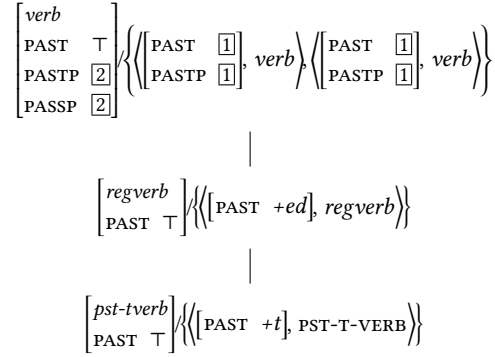 verb
PAST ⊤
PASTP 2
PASSP 2
/{⟨[PAST 1
PASTP 1], verb⟩,⟨[PAST 1
PASTP 1], verb⟩}
regverb
PAST ⊤
/{⟨[PAST +ed], regverb⟩}
pst-tverb
PAST ⊤
/{⟨[PAST +t], PST-T-VERB⟩}